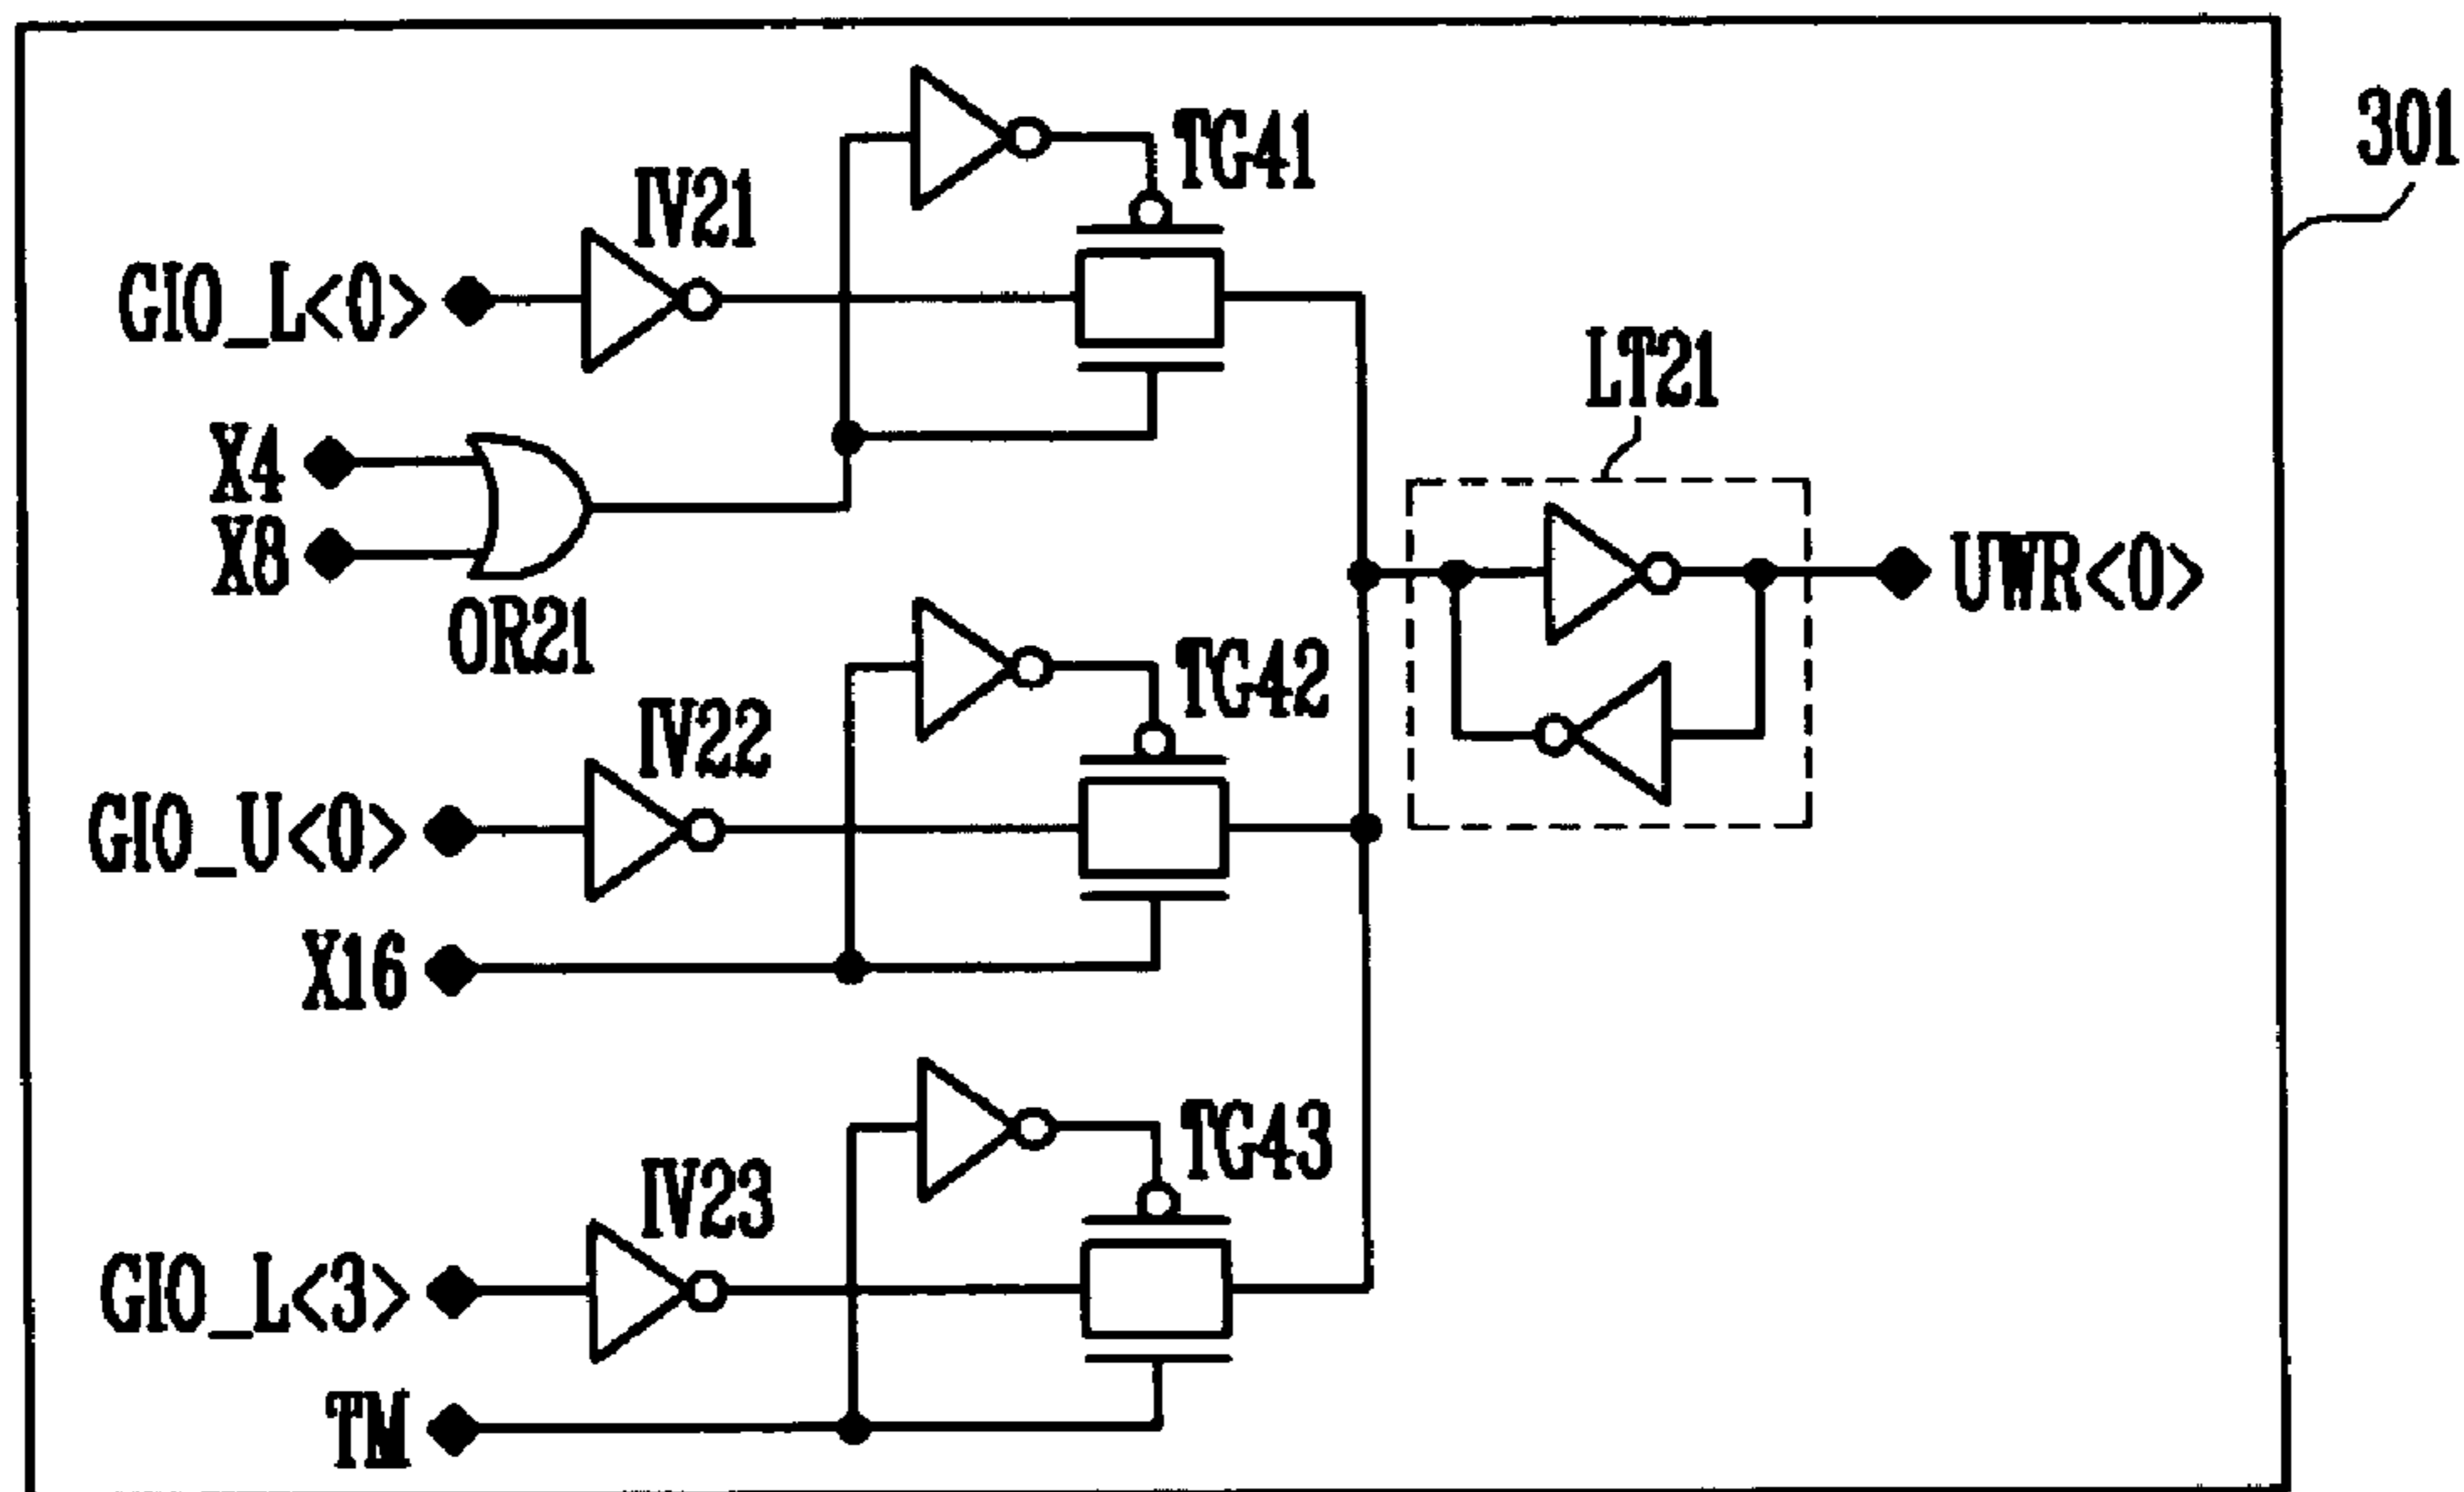 301
TG41
IV21
GIO_L<0>
LT21
X4
X8
UWR<0>
OR21
TG42
IV22
GIO_U<0>
X16
TG43
IV23
GIO_L<3>
TM